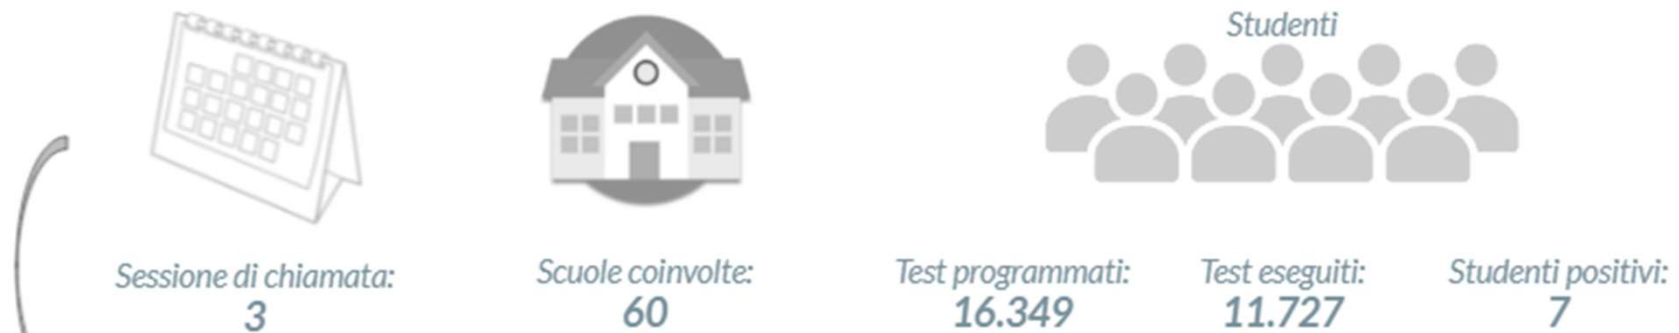 Studenti
Sessione di chiamata:
3
Scuole coinvolte:
60
Test programmati:
16.349
Test eseguiti:
11.727
Studenti positivi:
7